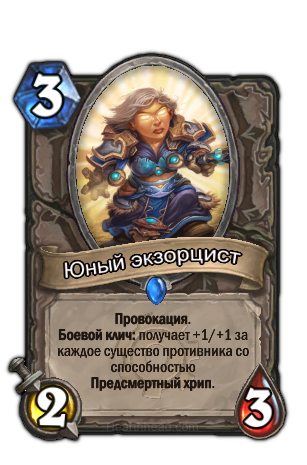 3
Юный экзорцист
Провокация.
Боевой клич: получает +1/+1 за
каждое существо противника со
способностью
Предсмертный хрип.
2
3